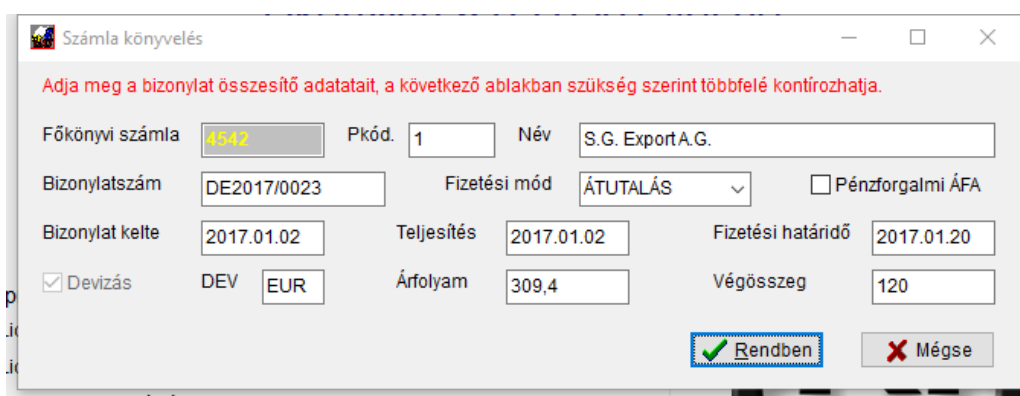 Számla könyvelés
Adja meg a bizonylat összesítő adatatait, a következő ablakban szükség szerint többfelé kontírozhatja.
Főkönyvi számla 4542 Pkód. 1 Név S.G. Export A.G.
Bizonylatszám DE2017/0023 Fizetési mód ÁTUTALÁS Pénzforgalmi ÁFA
Bizonylat kelte 2017.01.02 Teljesítés 2017.01.02 Fizetési határidő 2017.01.20
Devizás DEV EUR Árfolyam 309,4 Végösszeg 120
Rendben Mégse